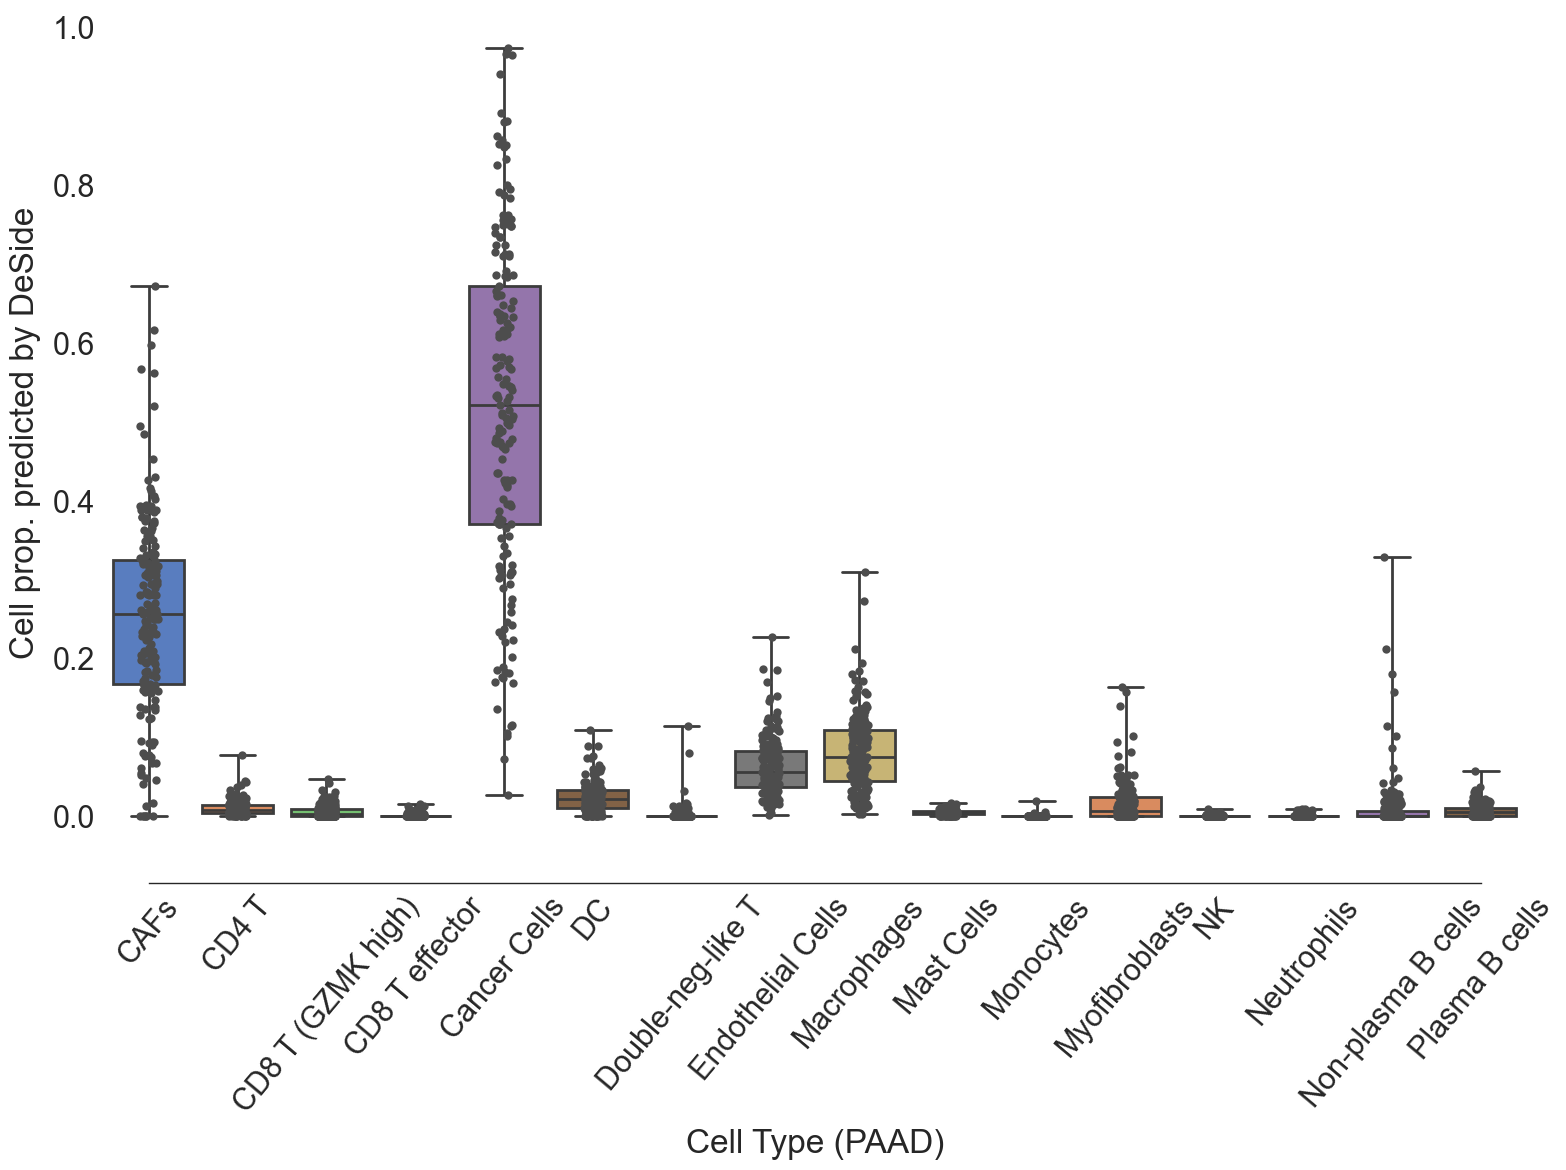 1.0
0.8
0.6
0.4
0.2
0.0
Cell prop. predicted by DeSide
CAFs
CD4 T
CD8 T (GZMK high)
CD8 T effector
Cancer Cells
DC
Double-neg-like T
Endothelial Cells
Macrophages
Mast Cells
Monocytes
Myofibroblasts
NK
Neutrophils
Non-plasma B cells
Plasma B cells
Cell Type (PAAD)